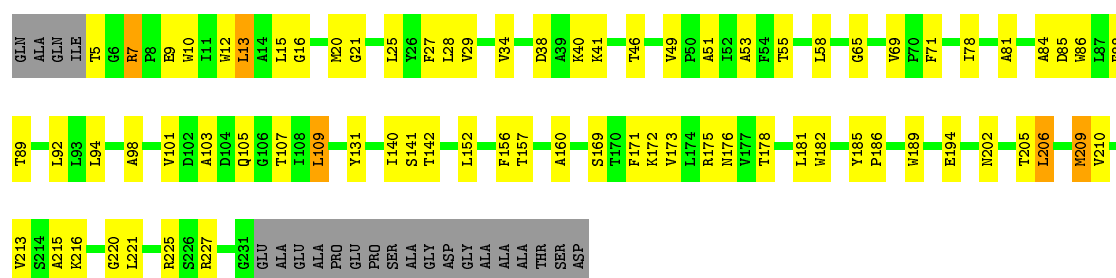 GLN ALA GLN ILE T5 G6 R7 P8 E9 W10 I11 W12 L13 A14 L15 G16 M20 G21 L25 Y26 F27 L28 V29 V34 D38 A39 K40 K41 T46 V49 P50 A51 I52 A53 F54 T55 L58 G65 V69 P70 F71 I78 A81 A84 D85 W86 L87
T89 L92 L93 L94 A98 V101 D102 A103 D104 Q105 G106 T107 I108 L109 Y131 I140 S141 T142 L152 F156 T157 A160 S169 T170 F171 K172 V173 L174 R175 N176 V177 T178 L181 W182 Y185 P186 W189 E194 N202 T205 L206 M209 V210
V213 S214 A215 K216 G220 L221 R225 S226 R227 G231 GLU ALA GLU ALA PRO GLU PRO SER ALA GLY ASP GLY ALA ALA ALA THR SER ASP